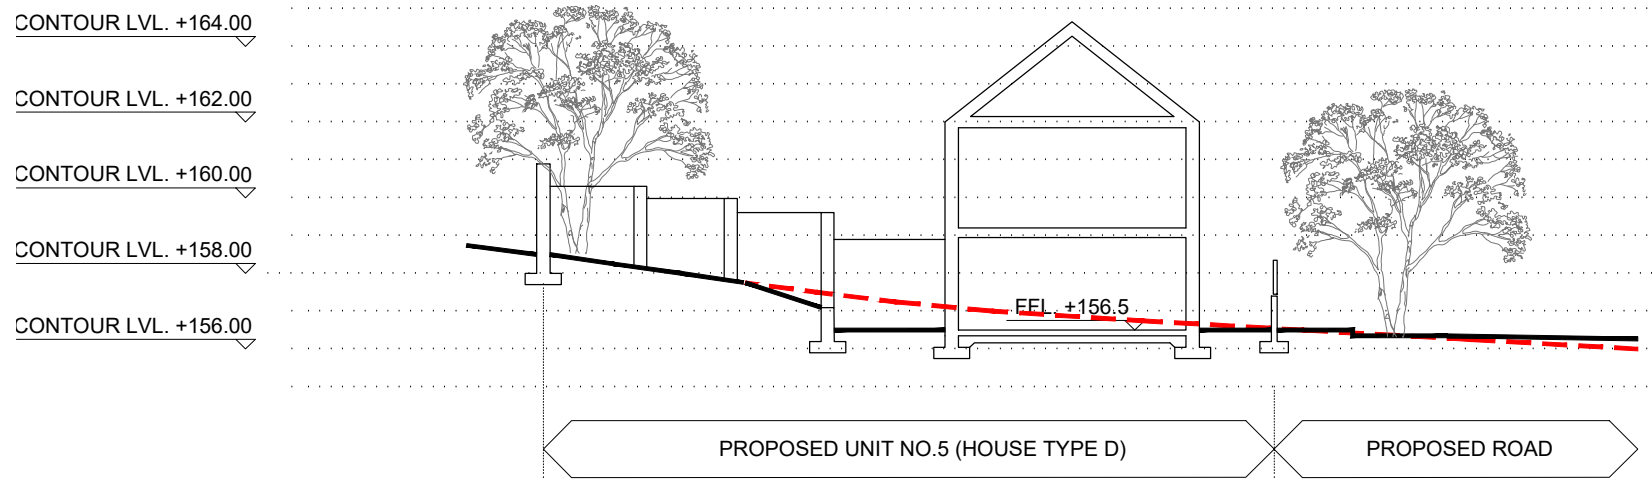 CONTOUR LVL. +164.00
CONTOUR LVL. +162.00
CONTOUR LVL. +160.00
CONTOUR LVL. +158.00
FFL. +156.5
CONTOUR LVL. +156.00
PROPOSED UNIT NO.5 (HOUSE TYPE D)
PROPOSED ROAD